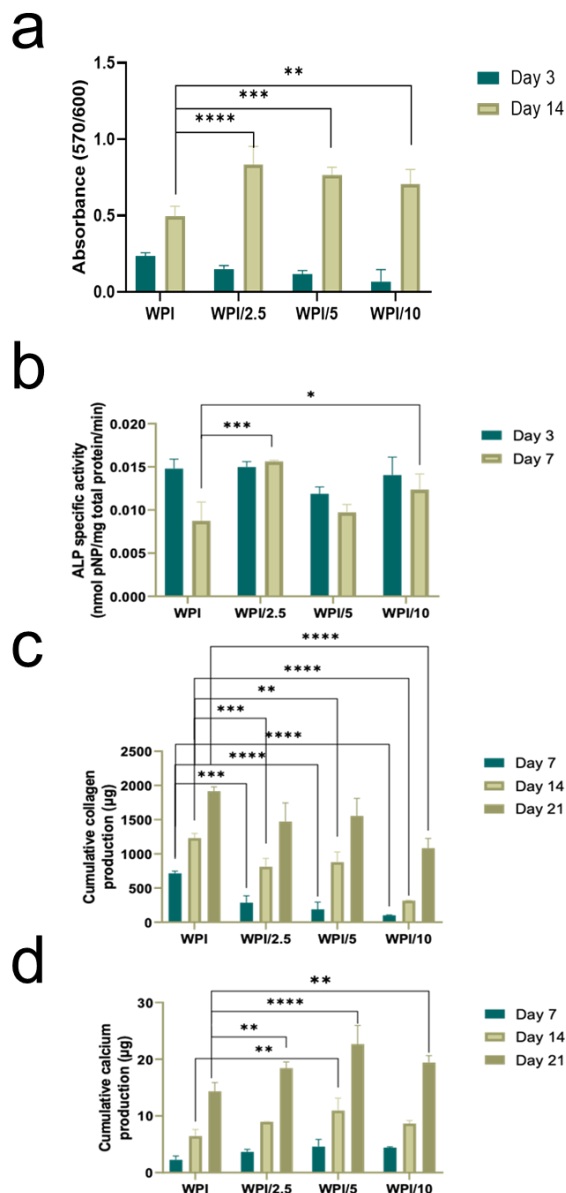 a
**
***
****
Absorbance (570/600)
1.5
1.0
0.5
0.0
WPI
WPI/2.5
WPI/5
WPI/10
Day 3
Day 14
b
*
***
ALP specific activity
(nmol pNP/mg total protein/min)
0.020
0.015
0.010
0.005
0.000
WPI
WPI/2.5
WPI/5
WPI/10
Day 3
Day 7
c
****
****
**
***
****
****
***
Cumulative collagen
production (µg)
2500
2000
1500
1000
500
0
WPI
WPI/2.5
WPI/5
WPI/10
Day 7
Day 14
Day 21
d
**
****
**
**
Cumulative calcium
production (µg)
30
20
10
0
WPI
WPI/2.5
WPI/5
WPI/10
Day 7
Day 14
Day 21